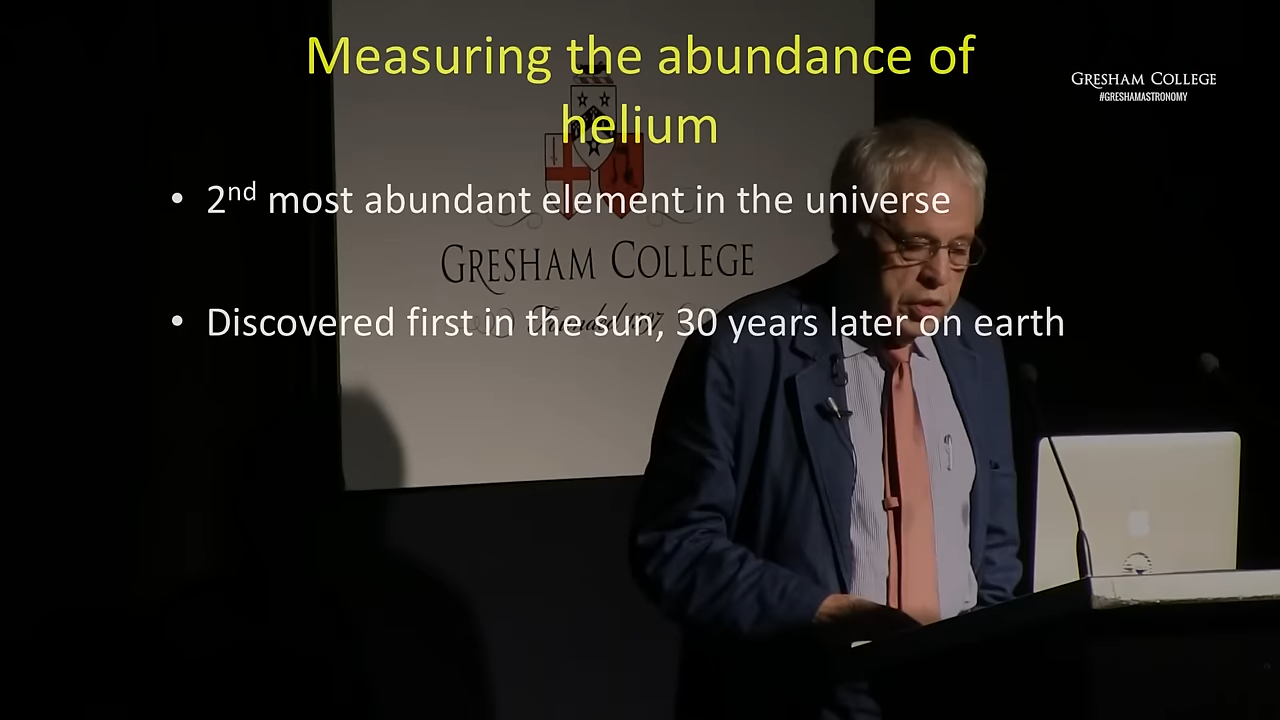 Measuring the abundance of
helium
GRESHAM COLLEGE
#GRESHAMASTRONOMY
• 2nd most abundant element in the universe
GRESHAM COLLEGE
• Discovered first in the sun, 30 years later on earth